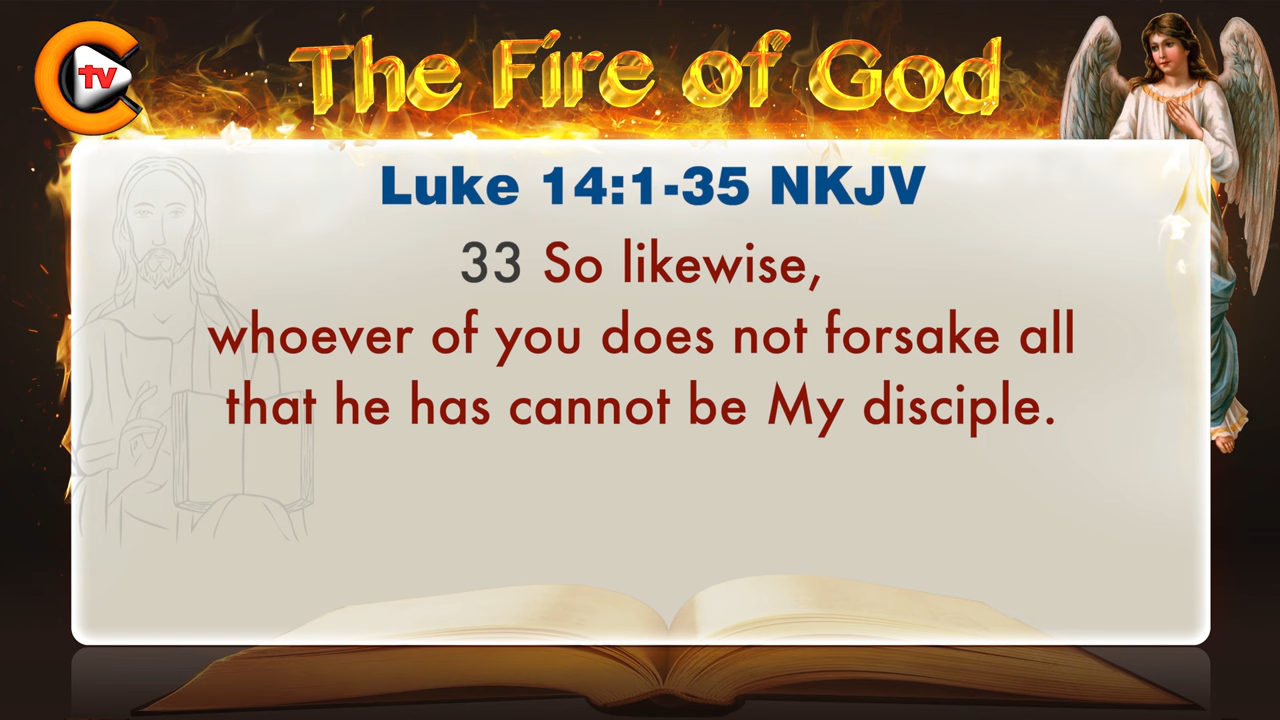 tv
The Fire of God
Luke 14:1-35 NKJV
33 So likewise,
whoever of you does not forsake all
that he has cannot be My disciple.